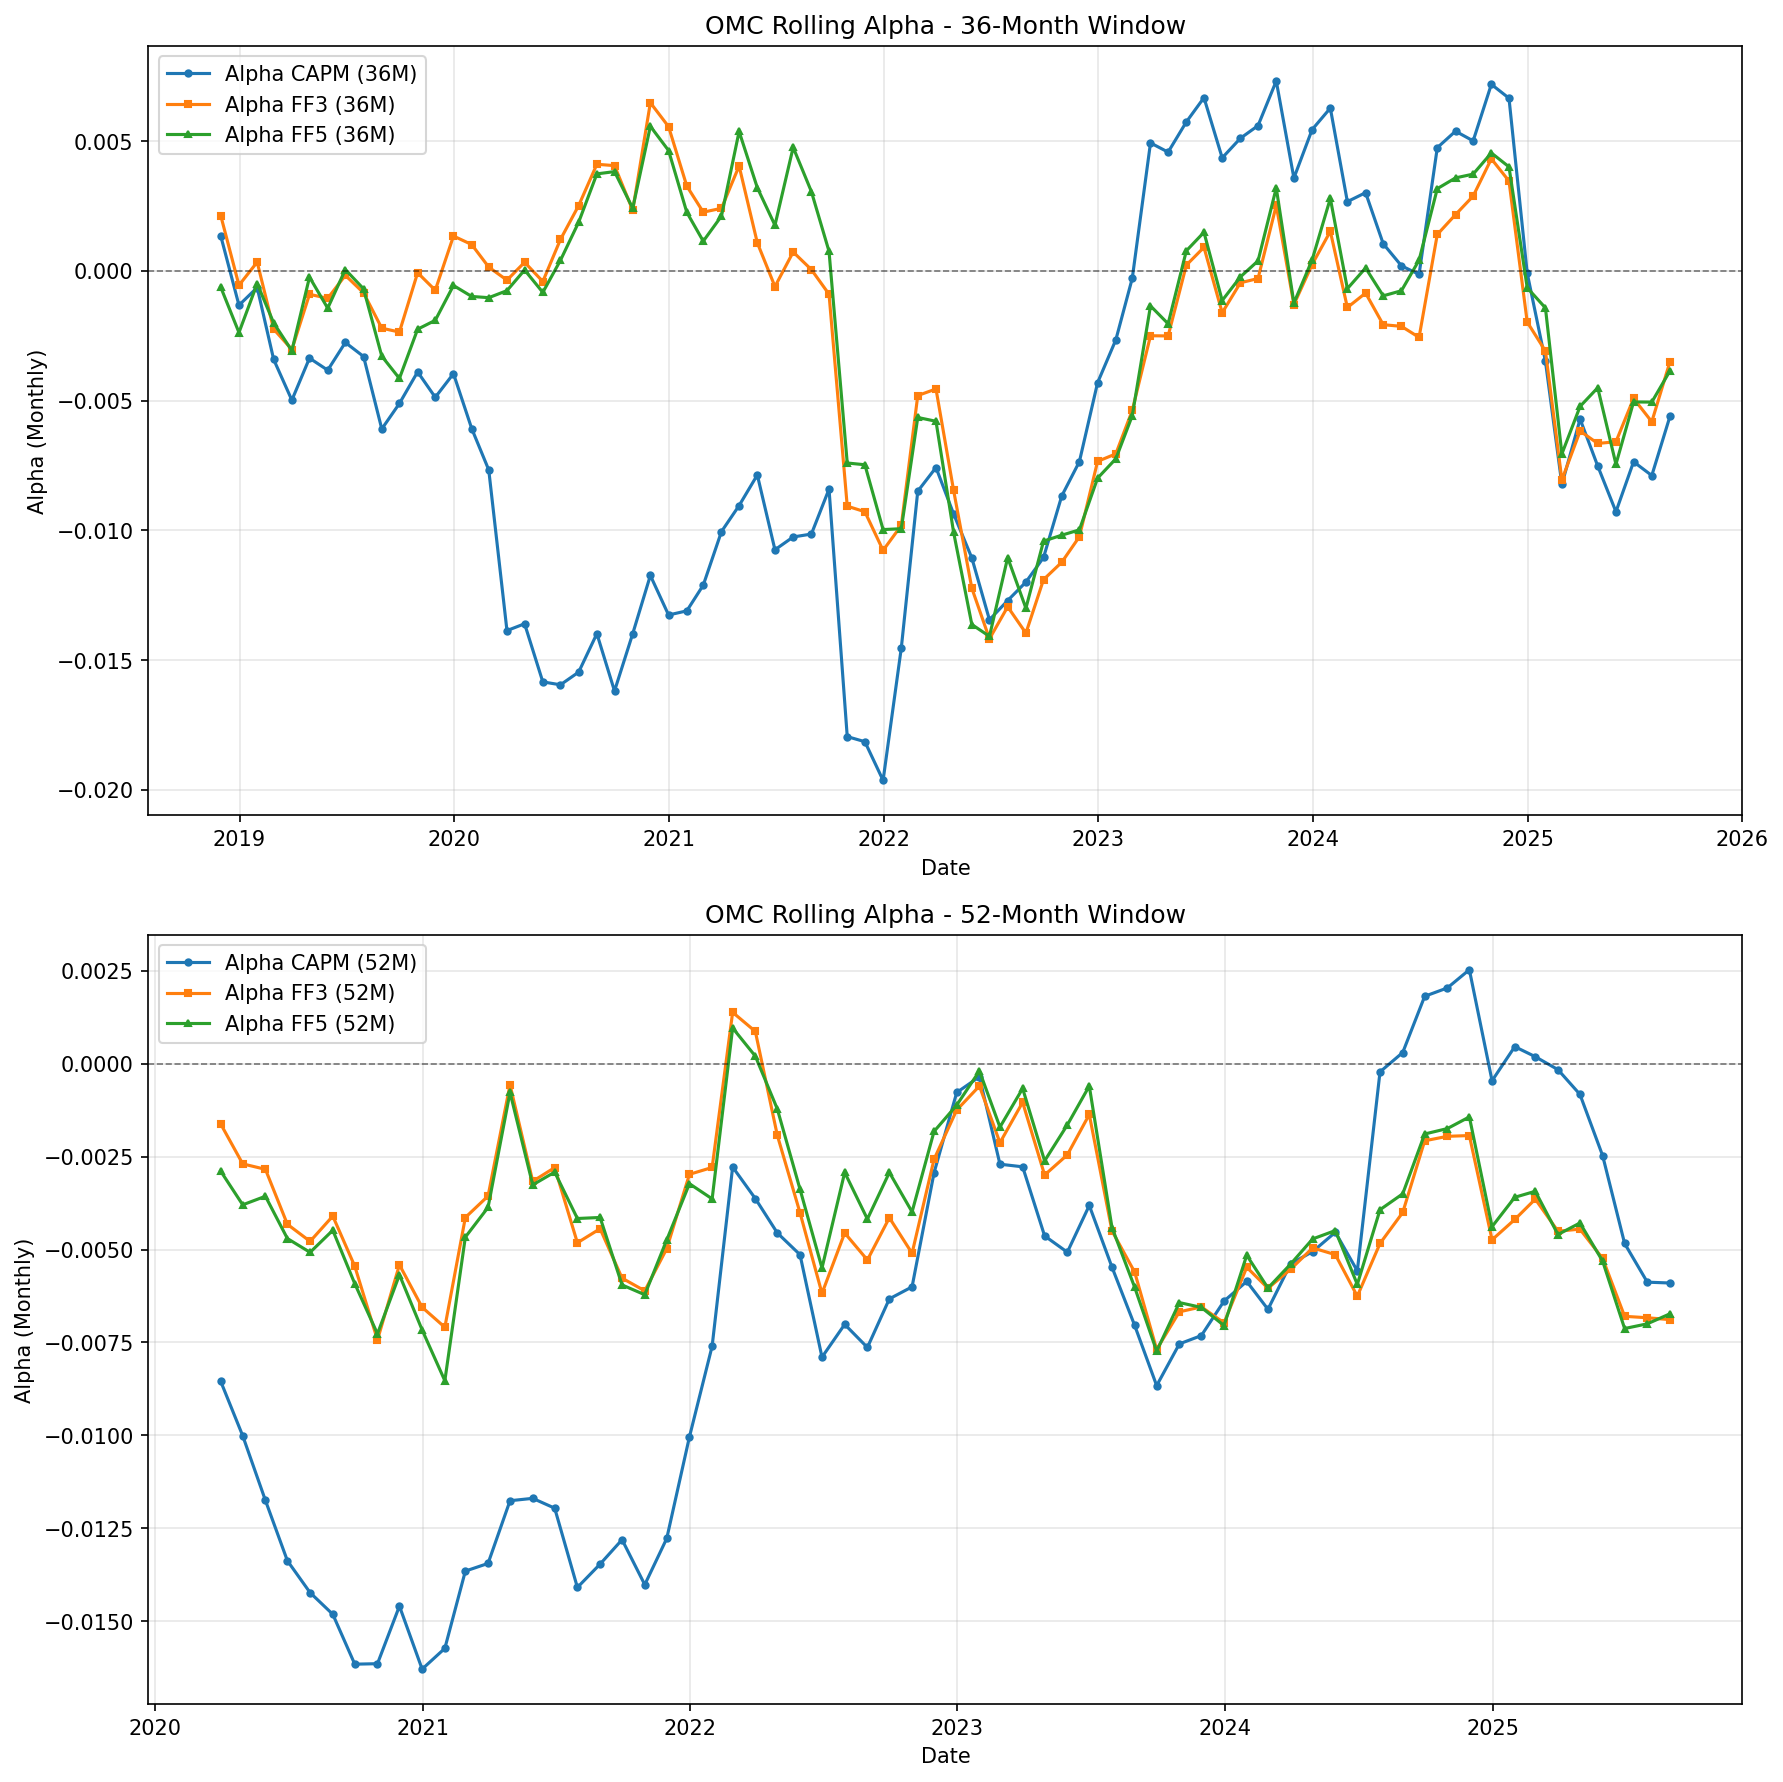 OMC Rolling Alpha - 36-Month Window
Alpha CAPM (36M)
Alpha FF3 (36M)
Alpha FF5 (36M)
Alpha (Monthly)
0.005
0.000
−0.005
−0.010
−0.015
−0.020
2019 2020 2021 2022 2023 2024 2025 2026
Date
OMC Rolling Alpha - 52-Month Window
Alpha CAPM (52M)
Alpha FF3 (52M)
Alpha FF5 (52M)
Alpha (Monthly)
0.0025
0.0000
−0.0025
−0.0050
−0.0075
−0.0100
−0.0125
−0.0150
2020 2021 2022 2023 2024 2025
Date